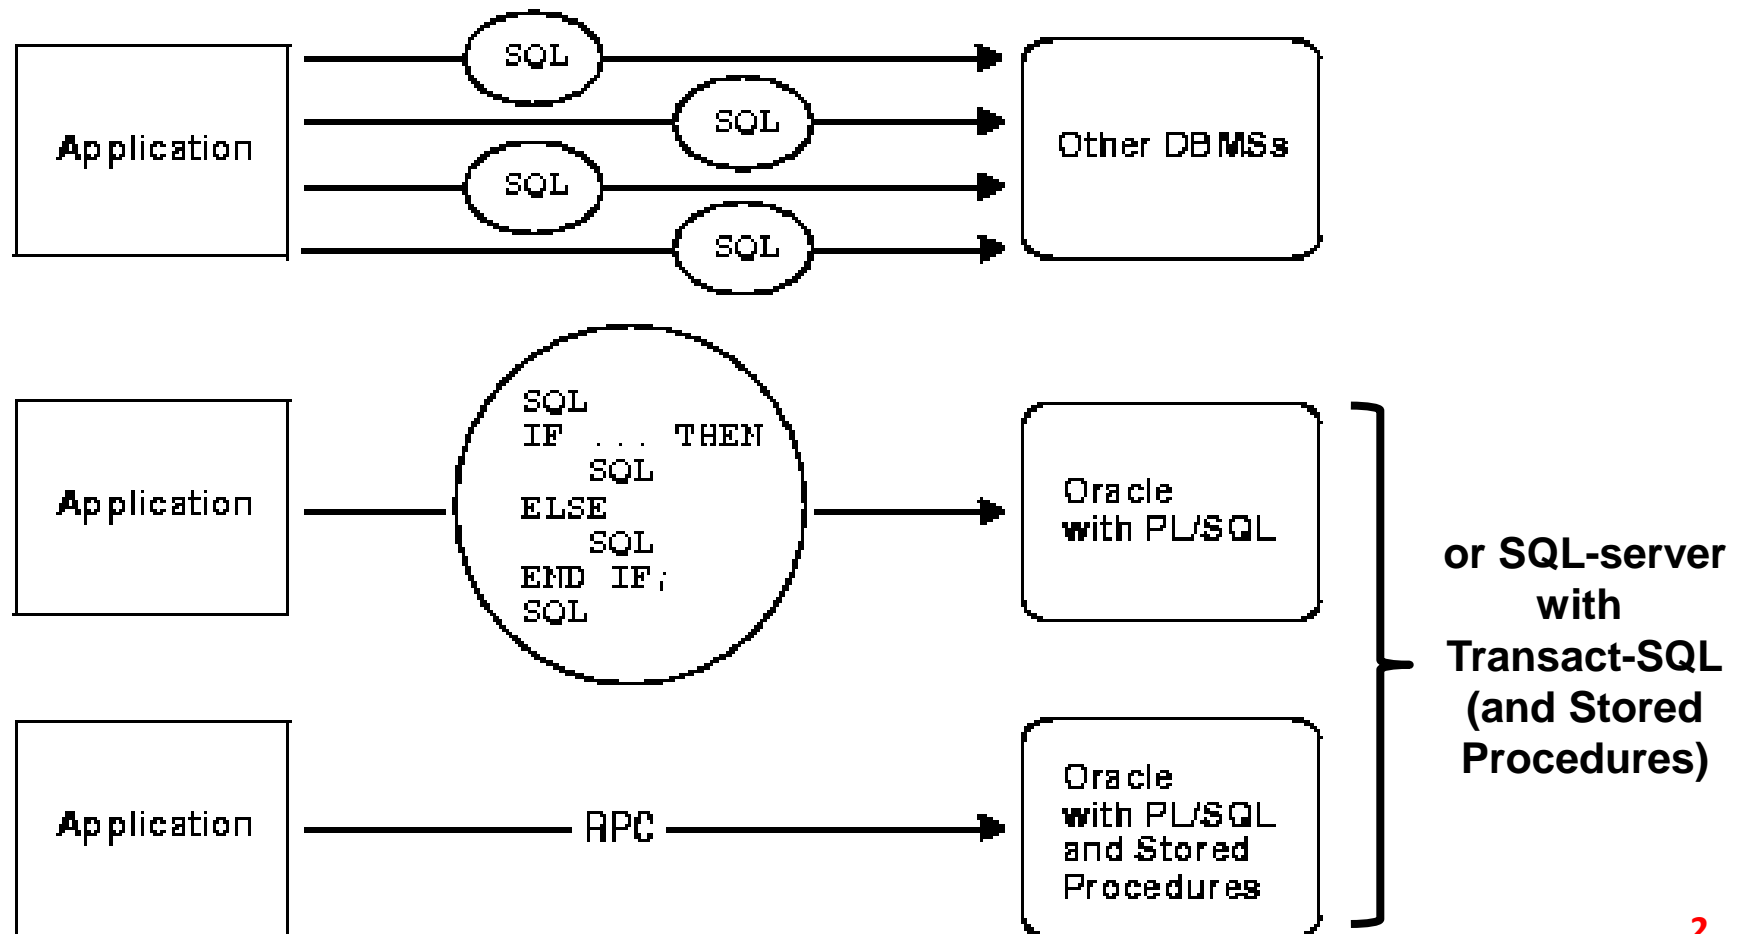 Application
SQL
SQL
SQL
SQL
Other DBMSs
Application
SQL
IF ... THEN
SQL
ELSE
SQL
END IF;
SQL
Oracle
with PL/SQL
or SQL-server
with
Transact-SQL
(and Stored
Procedures)
Application
RPC
Oracle
with PL/SQL
and Stored
Procedures
2